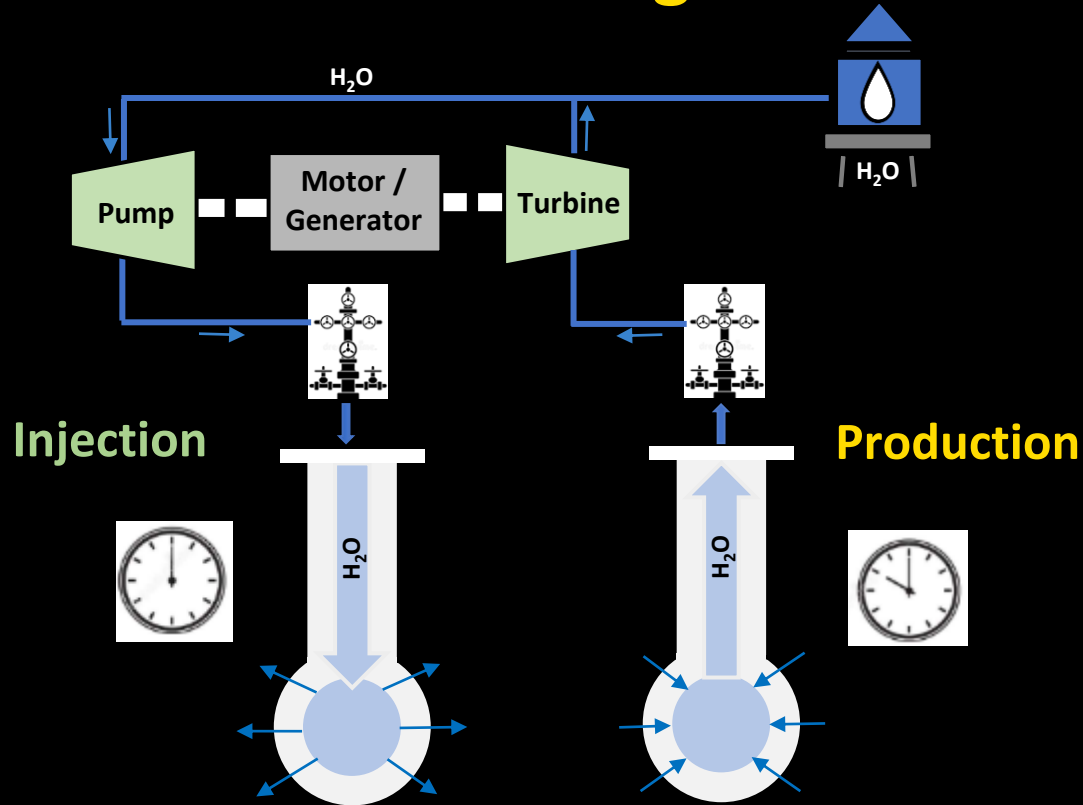 H₂O
H₂O
Pump
Motor /
Generator
Turbine
Injection
Production
H₂O
H₂O